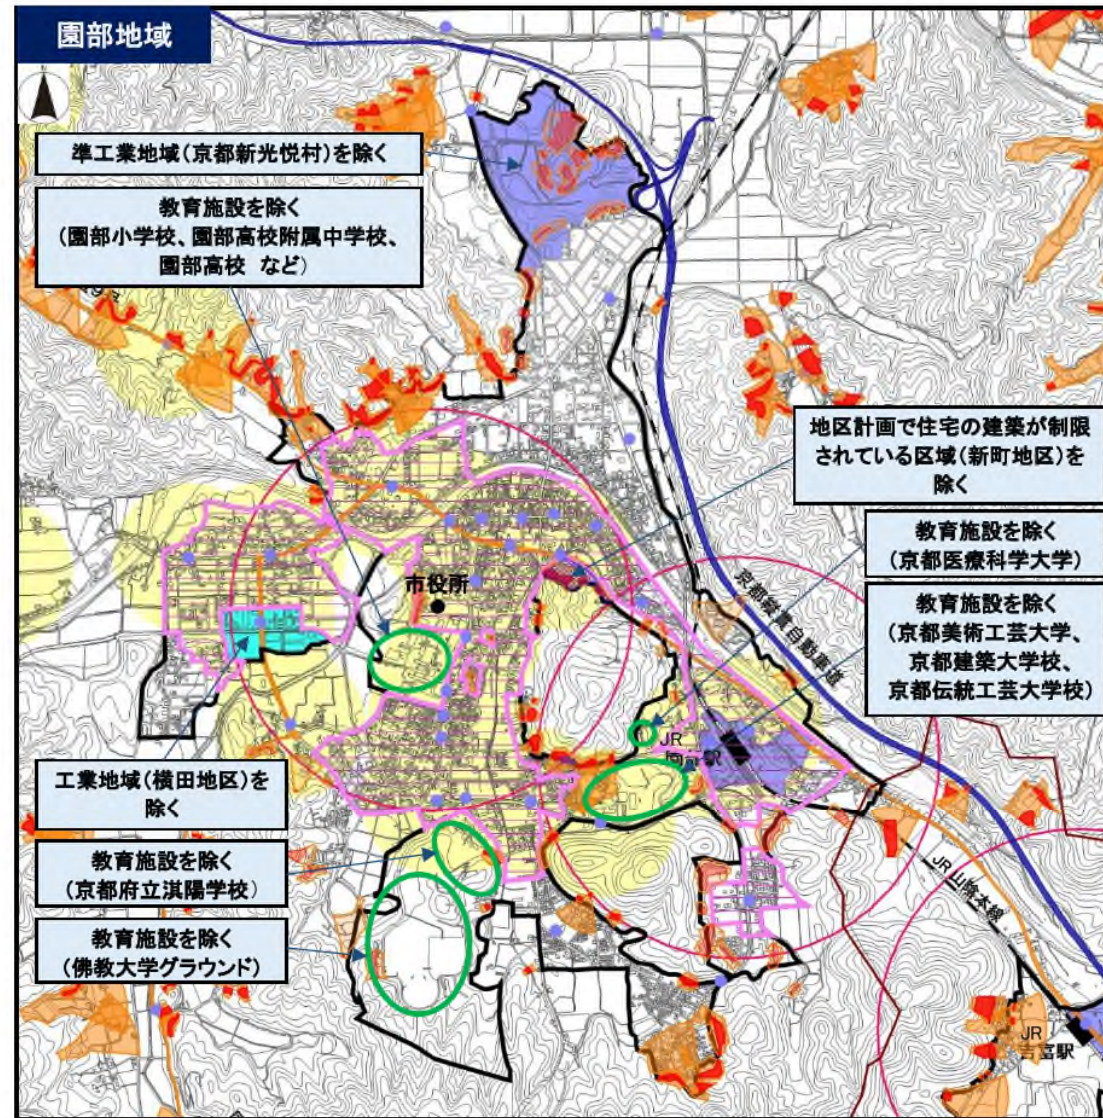 園部地域
準工業地域(京都新光悦村)を除く
教育施設を除く
(園部小学校、園部高校附属中学校、
園部高校 など)
地区計画で住宅の建築が制限
されている区域(新町地区)を
除く
教育施設を除く
(京都医療科学大学)
教育施設を除く
(京都美術工芸大学、
京都建築大学校、
京都伝統工芸大学校)
市役所
京都縦貫自動車道
JR
駅
工業地域(横田地区)を
除く
教育施設を除く
(京都府立淇陽学校)
教育施設を除く
(佛教大学グラウンド)
JR山陰本線
JR
吉富駅